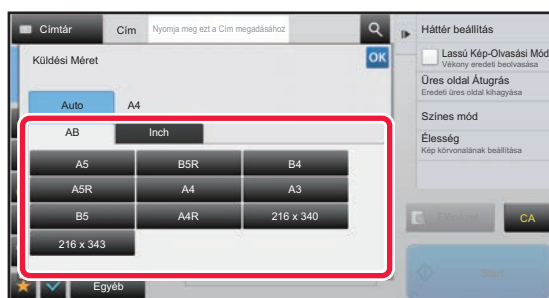 Címtár
Cím
Nyomja meg ezt a Cím megadásához
Küldési Méret
OK
Auto
A4
AB
Inch
A5
B5R
B4
A5R
A4
A3
B5
A4R
216 x 340
216 x 343
Egyéb
Háttér beállítás
Lassú Kép-Olvasási Mód
Vékony eredeti beolvasása
Üres oldal Átugrás
Eredeti üres oldal kihagyása
Színes mód
Élesség
Kép körvonalának beállítása
Előnézet
CA
Start